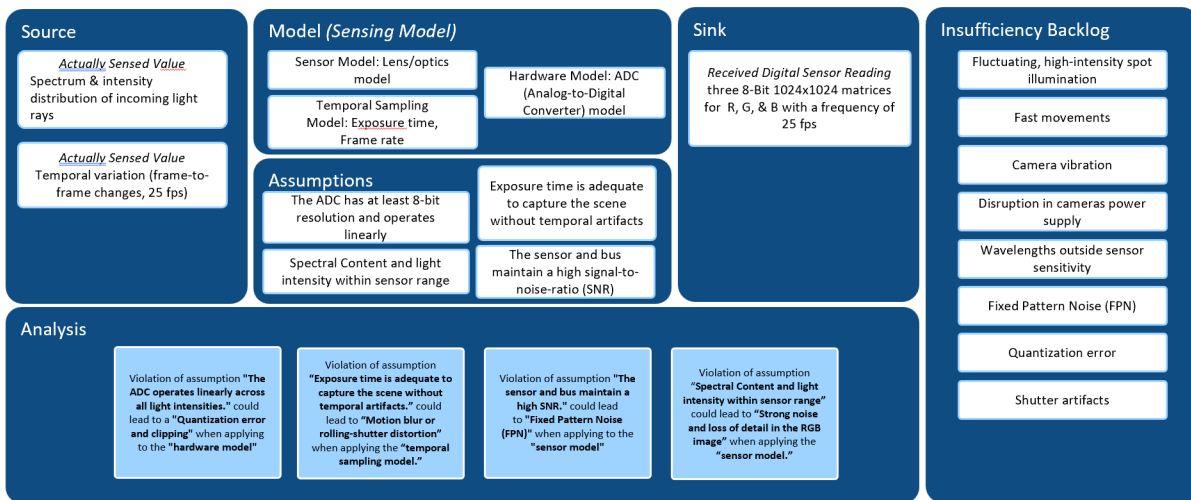 Source
Actually Sensed Value
Spectrum & intensity
distribution of incoming light
rays
Actually Sensed Value
Temporal variation (frame-to-
frame changes, 25 fps)
Model (Sensing Model)
Sensor Model: Lens/optics
model
Temporal Sampling
Model: Exposure time,
Frame rate
Hardware Model: ADC
(Analog-to-Digital
Converter) model
Assumptions
The ADC has at least 8-bit
resolution and operates
linearly
Spectral Content and light
intensity within sensor range
Exposure time is adequate
to capture the scene
without temporal artifacts
The sensor and bus
maintain a high signal-to-
noise-ratio (SNR)
Sink
Received Digital Sensor Reading
three 8-Bit 1024x1024 matrices
for R, G, & B with a frequency of
25 fps
Insufficiency Backlog
Fluctuating, high-intensity spot
illumination
Fast movements
Camera vibration
Disruption in cameras power
supply
Wavelengths outside sensor
sensitivity
Fixed Pattern Noise (FPN)
Quantization error
Shutter artifacts
Analysis
Violation of assumption "The
ADC operates linearly across
all light intensities." could
lead to a "Quantization error
and clipping" when applying
to the "hardware model"
Violation of assumption
“Exposure time is adequate to
capture the scene without
temporal artifacts.” could
lead to “Motion blur or
rolling-shutter distortion”
when applying the “temporal
sampling model.”
Violation of assumption "The
sensor and bus maintain a
high SNR." could lead
to "Fixed Pattern Noise
(FPN)" when applying to the
"sensor model"
Violation of assumption
“Spectral Content and light
intensity within sensor range”
could lead to “Strong noise
and loss of detail in the RGB
image” when applying the
“sensor model.”